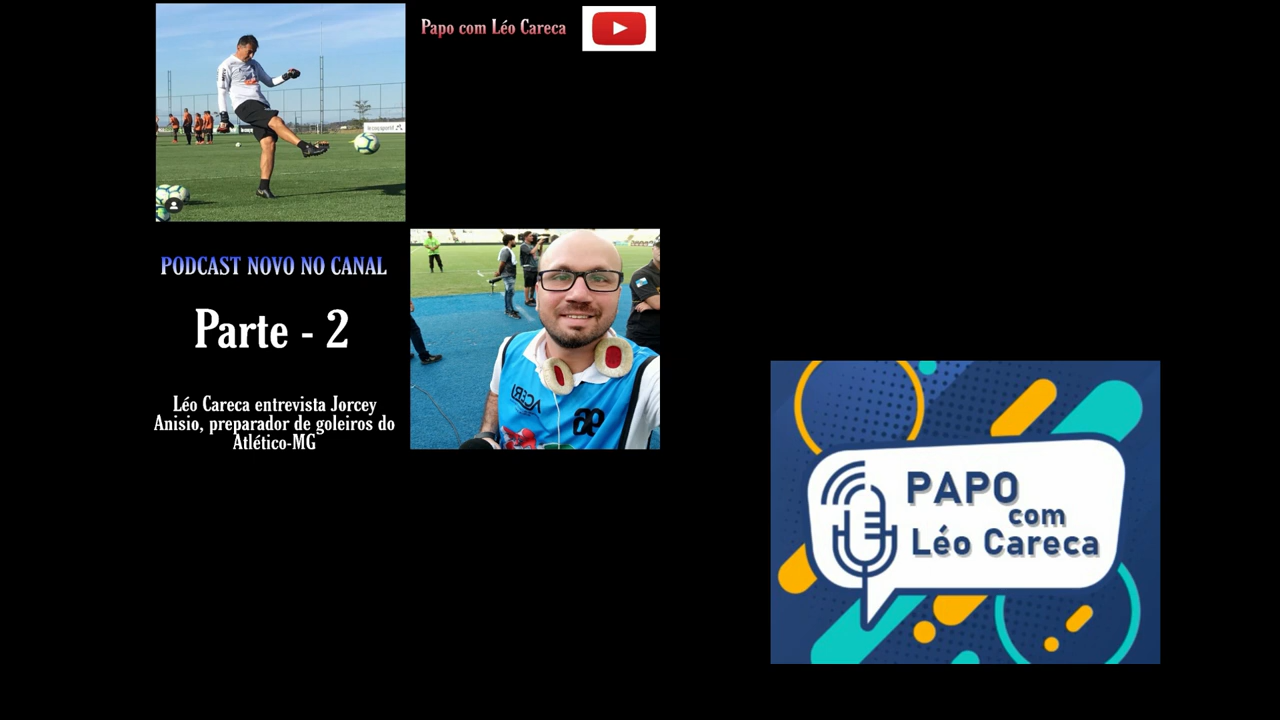 Papo com Léo Careca
PODCAST NOVO NO CANAL
Parte - 2
Léo Careca entrevista Jorcey
Anisio, preparador de goleiros do
Atlético-MG
PAPO
com
Léo Careca